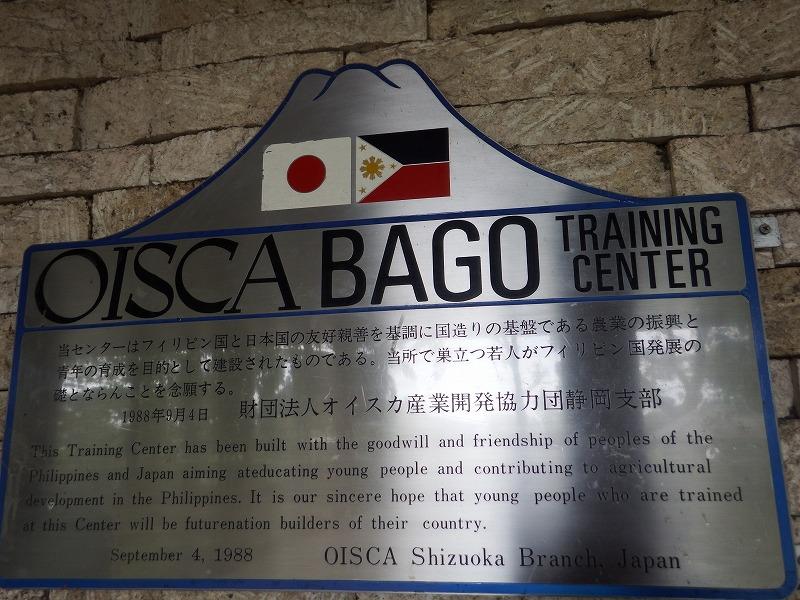 OISCA BAGO TRAINING CENTER
当センターはフィリピン国と日本国の友好親善を基調に国造りの基盤である農業の振興と
青年の育成を目的として建設されたものである。当所で巣立つ若人がフィリピン国発展の
礎とならんことを念願する。
1988年9月4日 財団法人オイスカ産業開発協力団静岡支部
This Training Center has been built with the goodwill and friendship of peoples of the
Philippines and Japan aiming ateducating young people and contributing to agricultural
development in the Philippines. It is our sincere hope that young people who are trained
at this Center will be futurenation builders of their country.
September 4, 1988 OISCA Shizuoka Branch, Japan